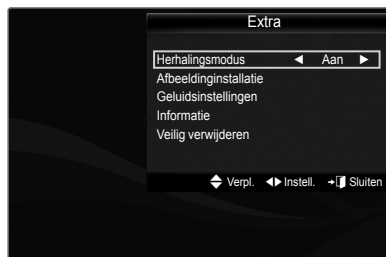 Extra
Herhalingsmodus ◀ Aan ▶
Afbeeldinginstallatie
Geluidsinstellingen
Informatie
Veilig verwijderen
Verpl. Instell. Sluiten